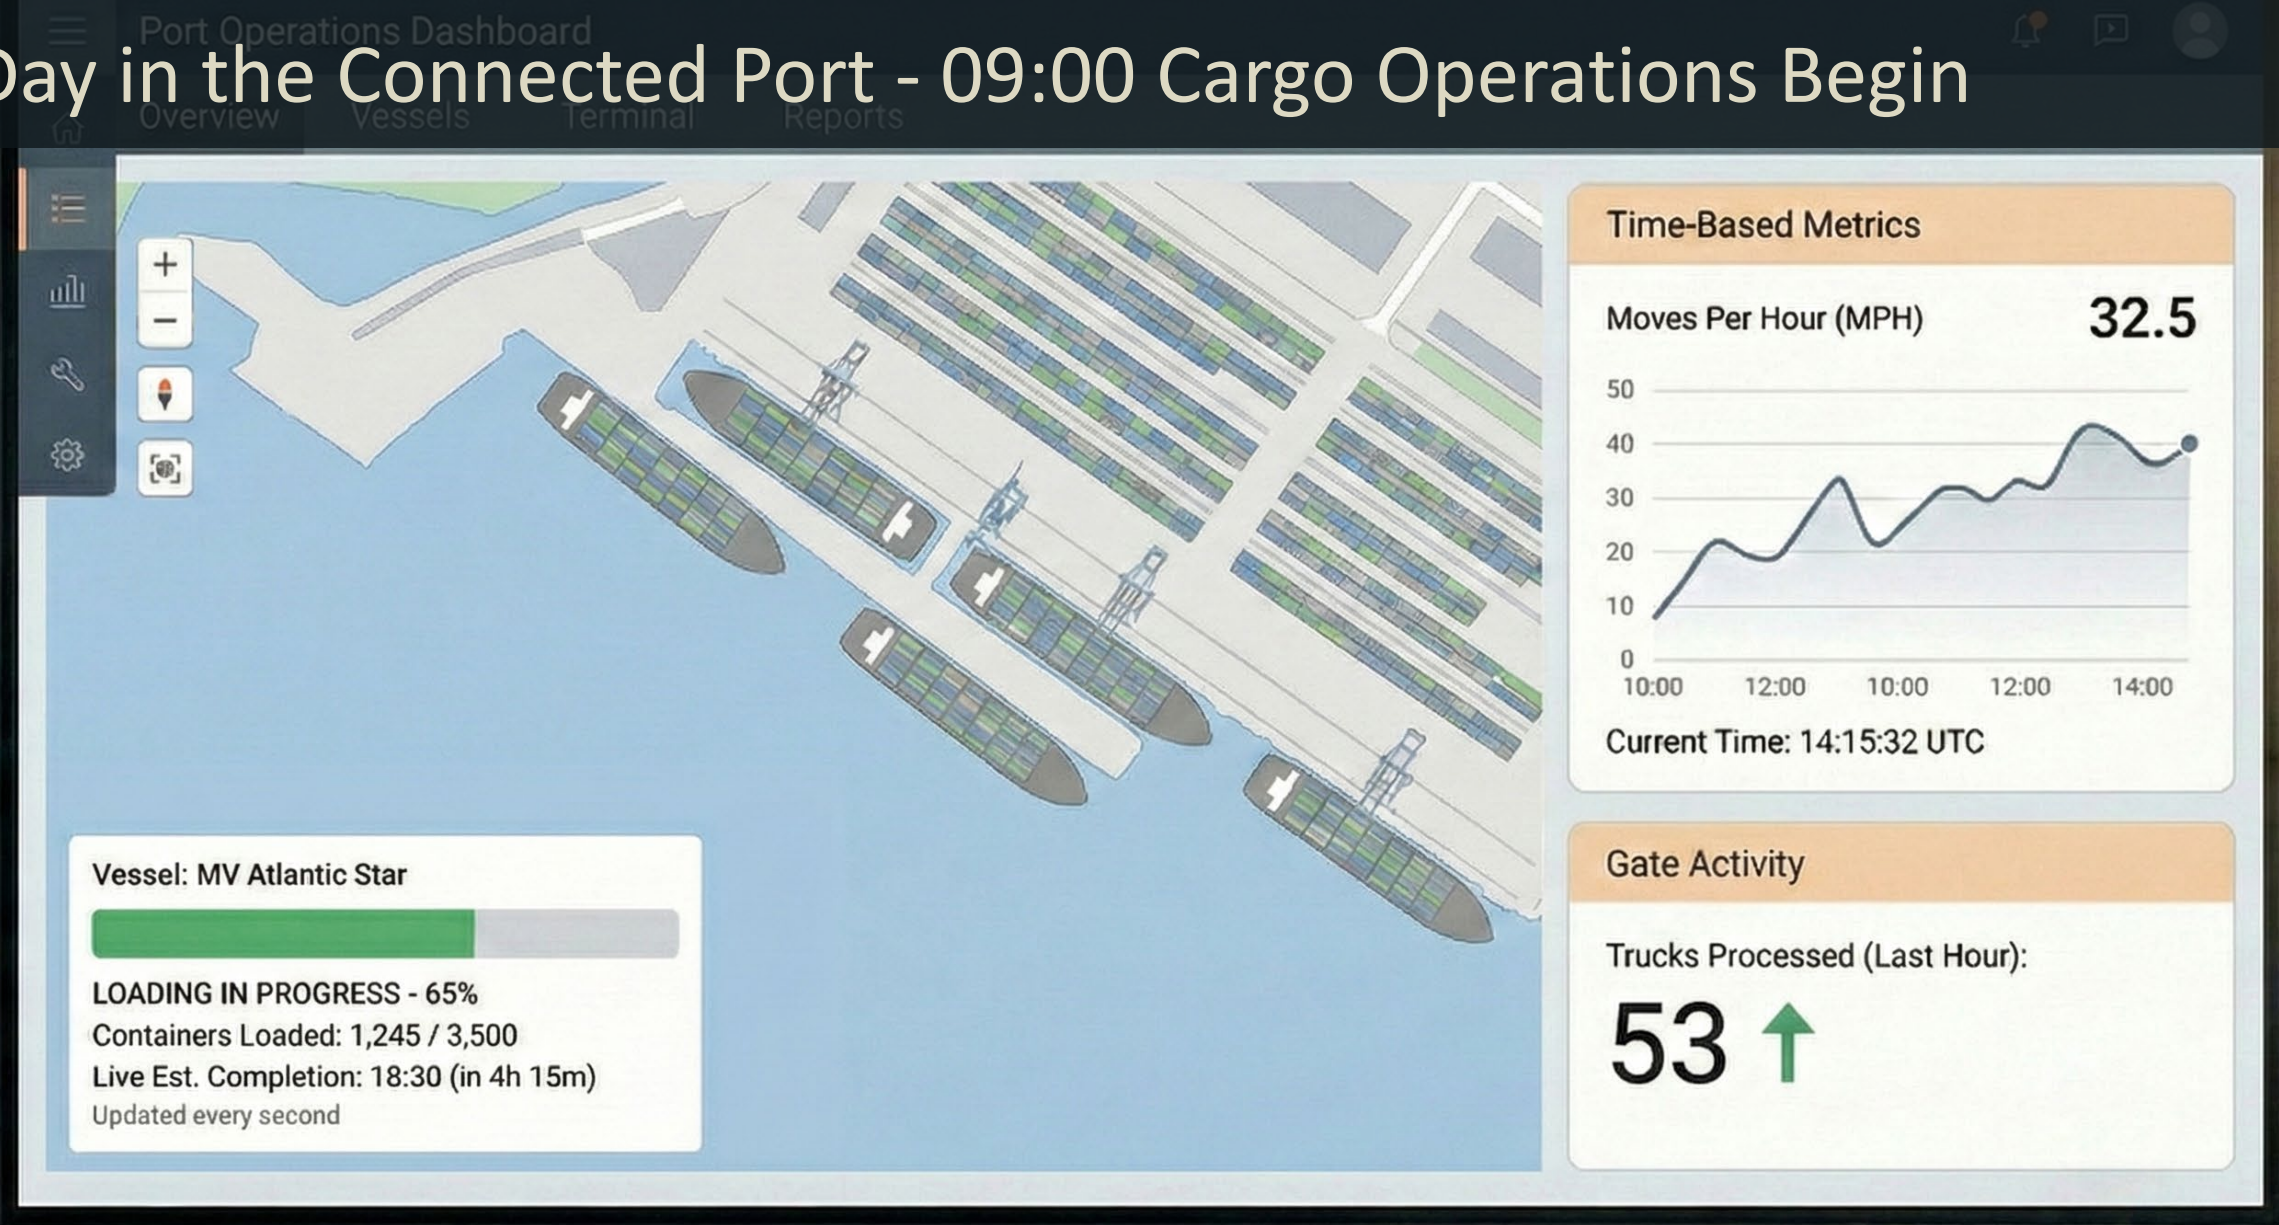 Port Operations Dashboard
Day in the Connected Port - 09:00 Cargo Operations Begin
Overview Vessels Terminal Reports
Time-Based Metrics
Moves Per Hour (MPH) 32.5
50
40
30
20
10
0
10:00 12:00 10:00 12:00 14:00
Current Time: 14:15:32 UTC
Gate Activity
Trucks Processed (Last Hour):
53
Vessel: MV Atlantic Star
LOADING IN PROGRESS - 65%
Containers Loaded: 1,245 / 3,500
Live Est. Completion: 18:30 (in 4h 15m)
Updated every second